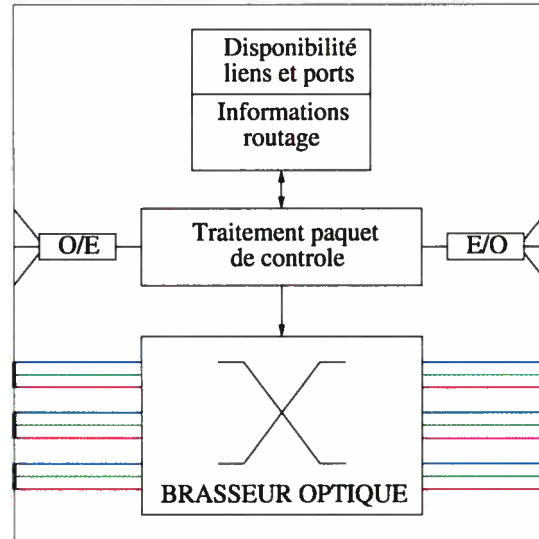 Disponibilité
liens et ports
Informations
routage
O/E
Traitement paquet
de controle
E/O
BRASSEUR OPTIQUE